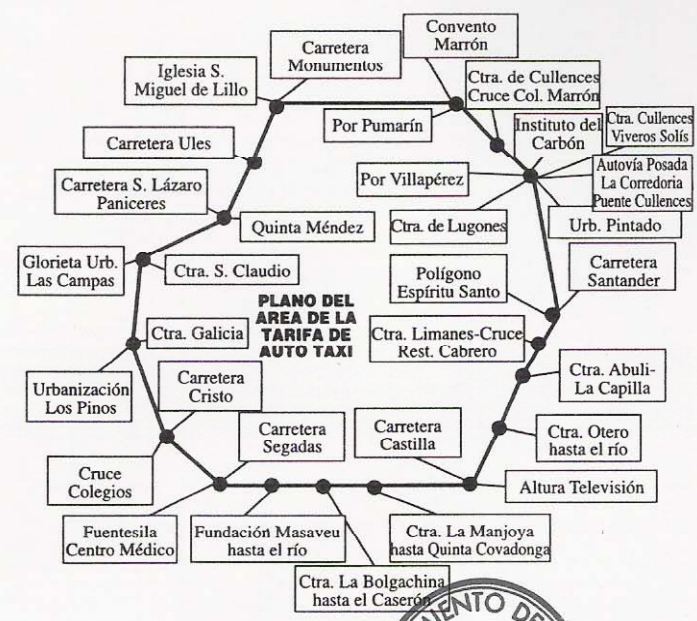 Convento
Marrón
Carretera
Monumentos
Iglesia S.
Miguel de Lillo
Ctra. de Cullences
Cruce Col. Marrón
Por Pumarín
Instituto del
Carbón
Ctra. Cullences
Viveros Solís
Carretera Ules
Por Villapérez
Autovía Posada
La Corredoria
Puente Cullences
Carretera S. Lázaro
Paniceres
Quinta Méndez
Ctra. de Lugones
Urb. Pintado
Glorieta Urb.
Las Campas
Ctra. S. Claudio
Polígono
Espíritu Santo
Carretera
Santander
PLANO DEL
AREA DE LA
TARIFA DE
AUTO TAXI
Ctra. Galicia
Ctra. Limanes-Cruce
Rest. Cabrero
Urbanización
Los Pinos
Carretera
Cristo
Ctra. Abuli-
La Capilla
Carretera
Segadas
Carretera
Castilla
Ctra. Otero
hasta el río
Cruce
Colegios
Altura Televisión
Fuentesila
Centro Médico
Fundación Masaveu
hasta el río
Ctra. La Manjoya
hasta Quinta Covadonga
Ctra. La Bolgachina
hasta el Caserón